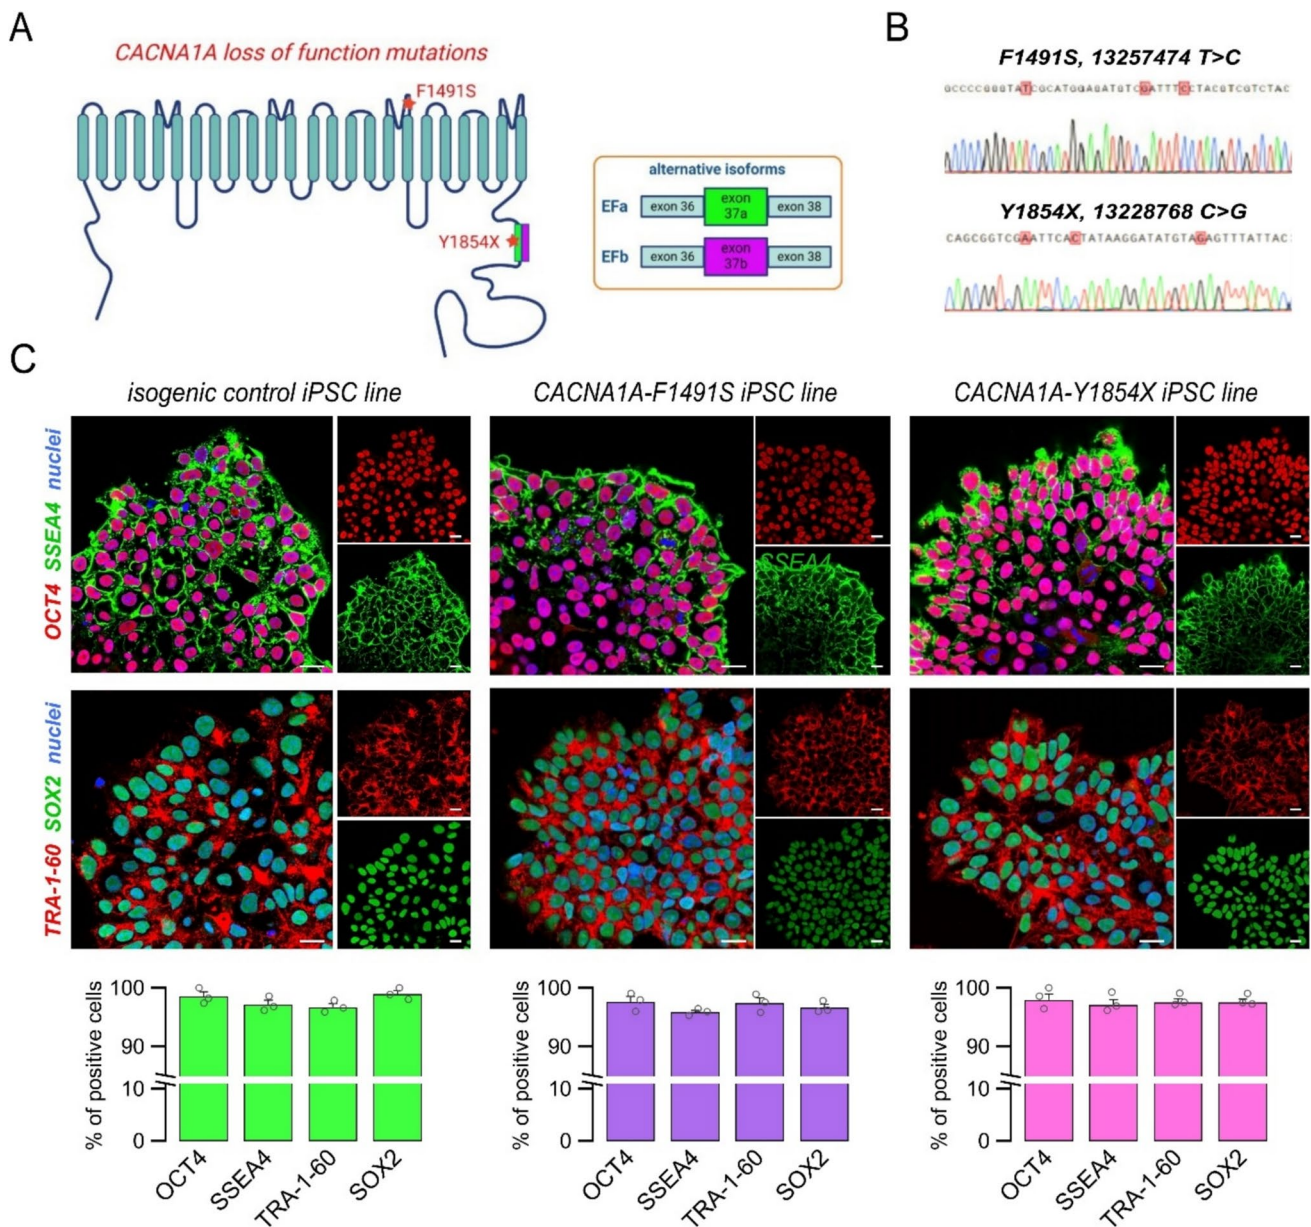 A
CACNA1A loss of function mutations
F1491S
Y1854X
alternative isoforms
EFa
exon 36
exon 37a
exon 38
EFb
exon 36
exon 37b
exon 38
B
F1491S, 13257474 T>C
GCCCCGGGTATCGCATGGAGATGTCGATTTCCTACGTCGTCTAC
Y1854X, 13228768 C>G
CAGCGGTCGAATTCACTATAAGGATATGTAGAGTTTATTAC
C
isogenic control iPSC line
CACNA1A-F1491S iPSC line
CACNA1A-Y1854X iPSC line
OCT4 SSEA4 nuclei
SSEA4
TRA-1-60 SOX2 nuclei
% of positive cells
100
90
10
0
OCT4
SSEA4
TRA-1-60
SOX2
% of positive cells
100
90
10
0
OCT4
SSEA4
TRA-1-60
SOX2
% of positive cells
100
90
10
0
OCT4
SSEA4
TRA-1-60
SOX2